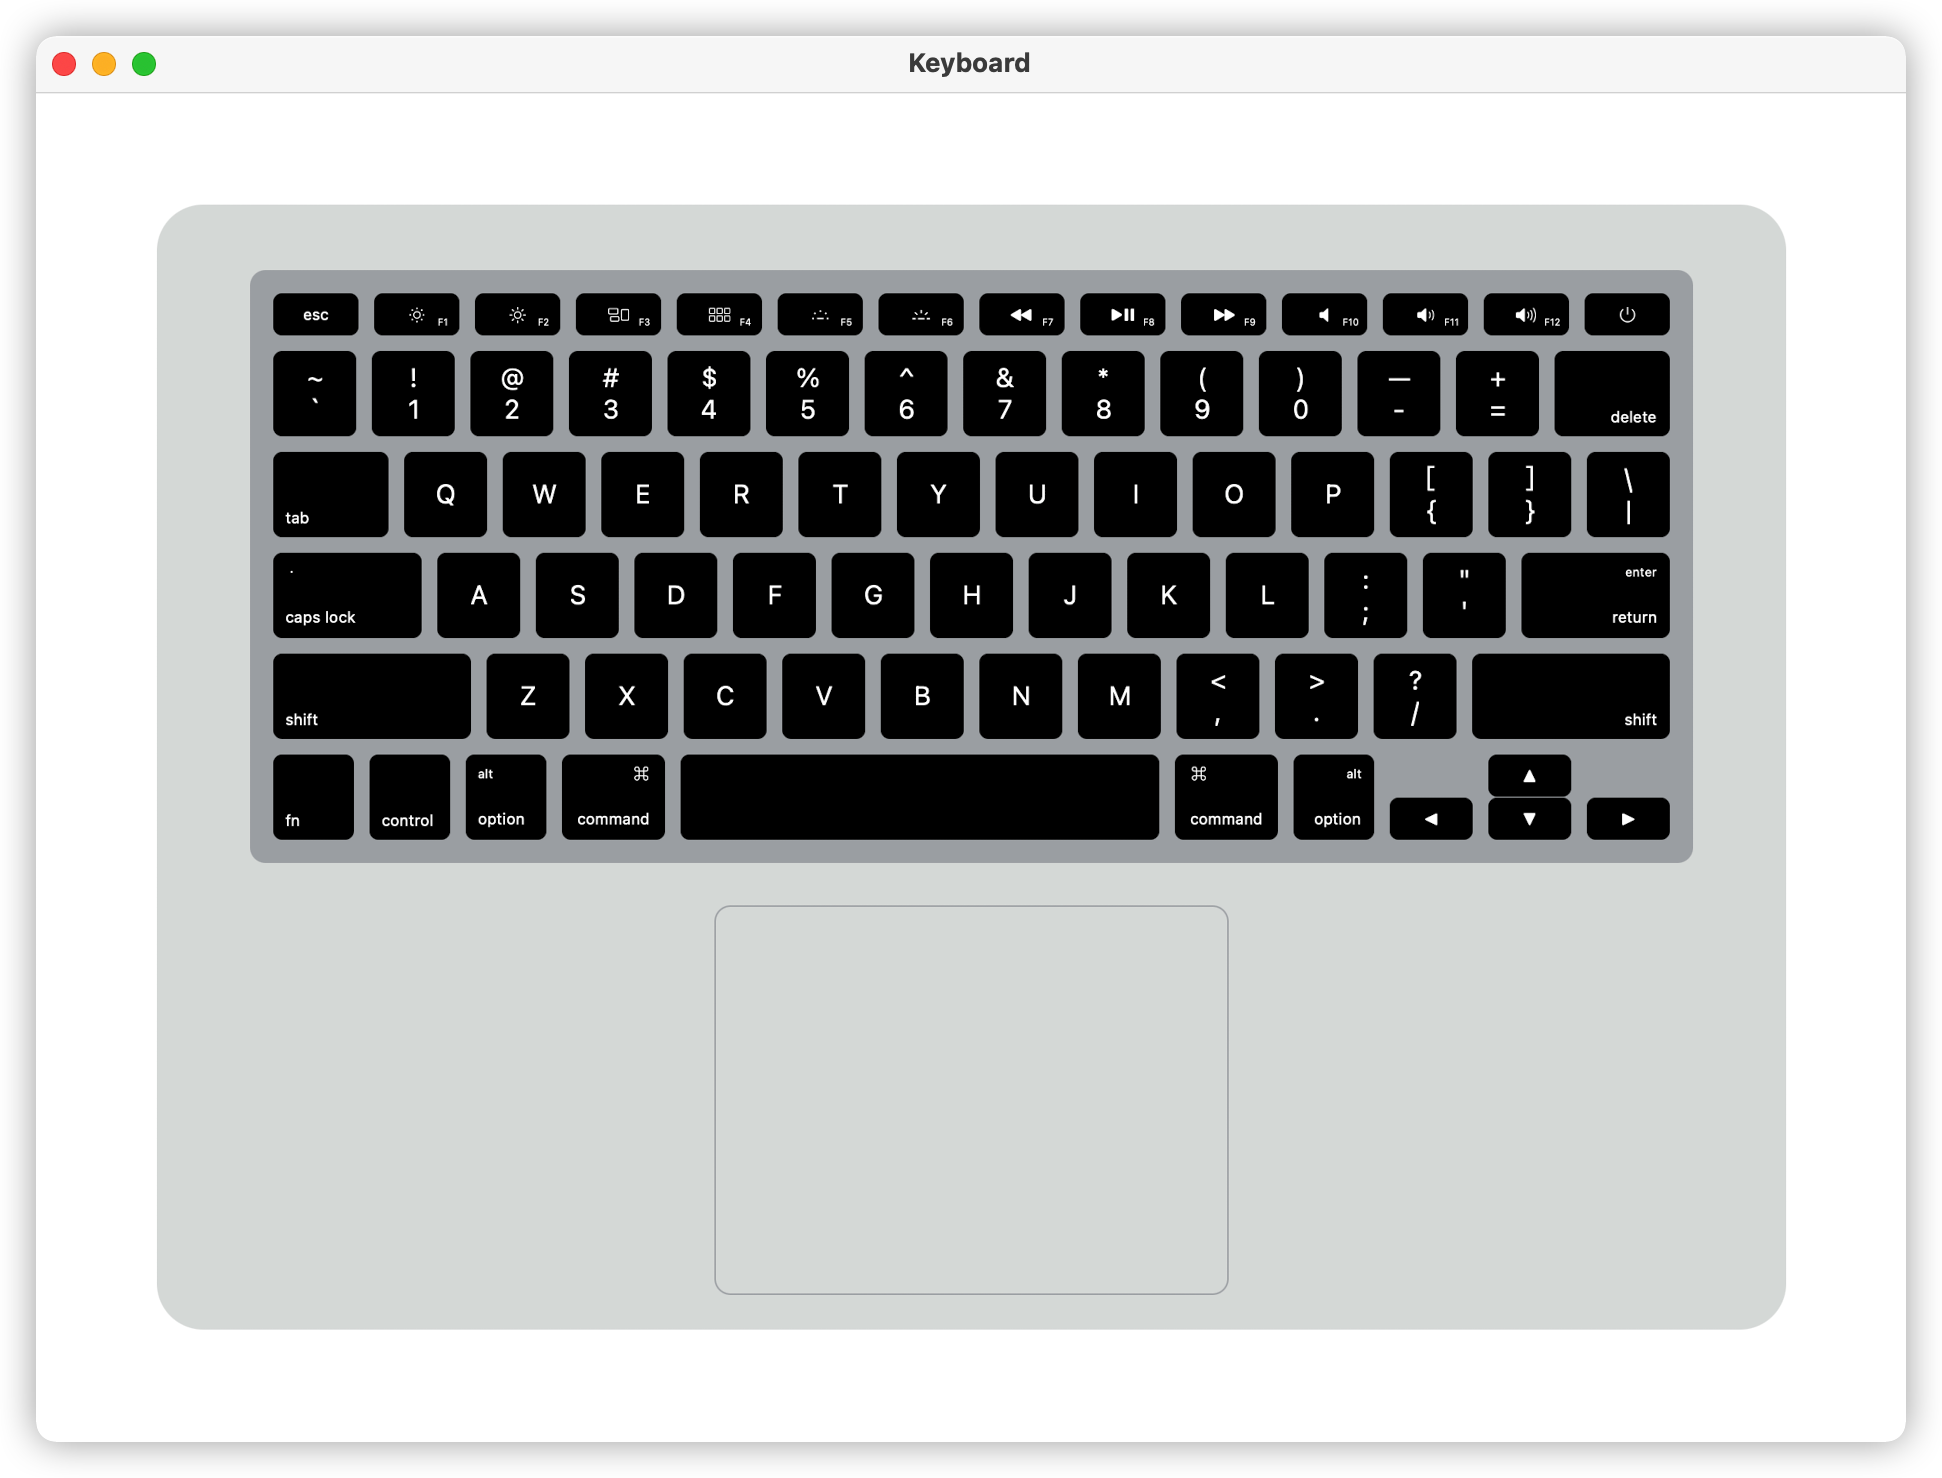 Keyboard
esc F1 F2 F3 F4 F5 F6 F7 F8 F9 F10 F11 F12
~ ! @ # $ % ^ & * ( ) — +
` 1 2 3 4 5 6 7 8 9 0 - =
delete
tab Q W E R T Y U I O P [ ] \
{ } |
caps lock A S D F G H J K L : " enter
; ' return
shift Z X C V B N M < > ? shift
, . /
alt ⌘ ⌘ alt
fn control option command command option
▲
◀ ▼ ▶